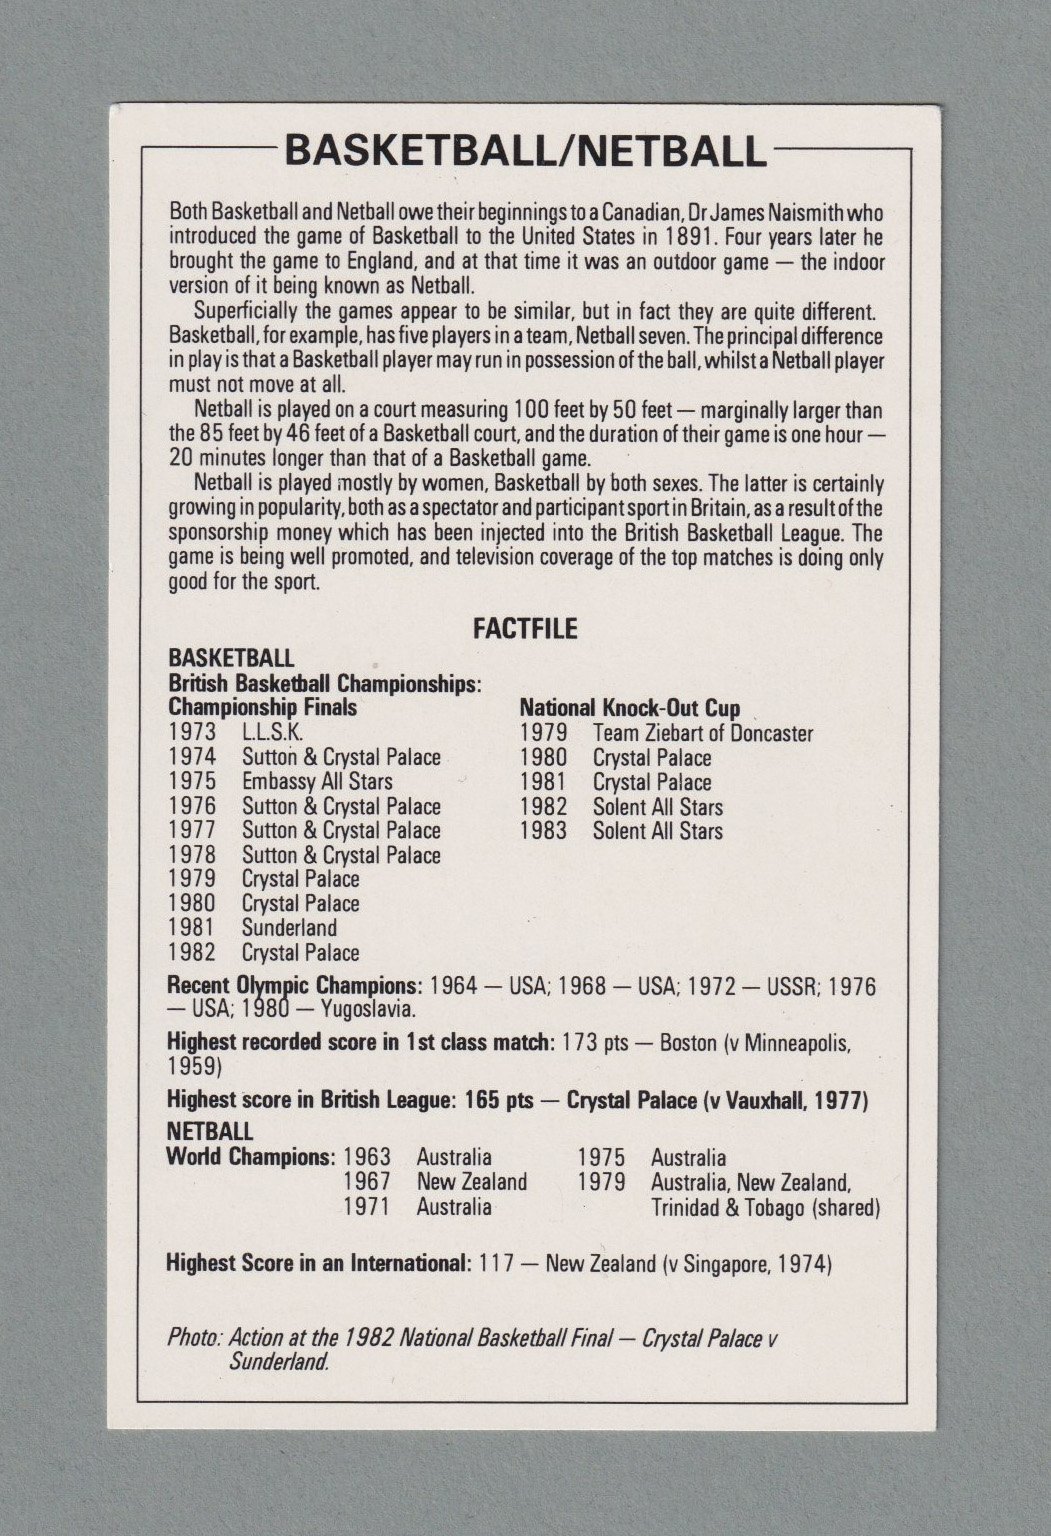 BASKETBALL/NETBALL
Both Basketball and Netball owe their beginnings to a Canadian, Dr James Naismith who
introduced the game of Basketball to the United States in 1891. Four years later he
brought the game to England, and at that time it was an outdoor game — the indoor
version of it being known as Netball.
Superficially the games appear to be similar, but in fact they are quite different.
Basketball, for example, has five players in a team, Netball seven. The principal difference
in play is that a Basketball player may run in possession of the ball, whilst a Netball player
must not move at all.
Netball is played on a court measuring 100 feet by 50 feet — marginally larger than
the 85 feet by 46 feet of a Basketball court, and the duration of their game is one hour —
20 minutes longer than that of a Basketball game.
Netball is played mostly by women, Basketball by both sexes. The latter is certainly
growing in popularity, both as a spectator and participant sport in Britain, as a result of the
sponsorship money which has been injected into the British Basketball League. The
game is being well promoted, and television coverage of the top matches is doing only
good for the sport.
FACTFILE
BASKETBALL
British Basketball Championships:
Championship Finals
1973 L.L.S.K.
1974 Sutton & Crystal Palace
1975 Embassy All Stars
1976 Sutton & Crystal Palace
1977 Sutton & Crystal Palace
1978 Sutton & Crystal Palace
1979 Crystal Palace
1980 Crystal Palace
1981 Sunderland
1982 Crystal Palace
National Knock-Out Cup
1979 Team Ziebart of Doncaster
1980 Crystal Palace
1981 Crystal Palace
1982 Solent All Stars
1983 Solent All Stars
Recent Olympic Champions: 1964 — USA; 1968 — USA; 1972 — USSR; 1976
— USA; 1980 — Yugoslavia.
Highest recorded score in 1st class match: 173 pts — Boston (v Minneapolis,
1959)
Highest score in British League: 165 pts — Crystal Palace (v Vauxhall, 1977)
NETBALL
World Champions: 1963 Australia
1967 New Zealand
1971 Australia
1975 Australia
1979 Australia, New Zealand,
Trinidad & Tobago (shared)
Highest Score in an International: 117 — New Zealand (v Singapore, 1974)
Photo: Action at the 1982 National Basketball Final — Crystal Palace v
Sunderland.